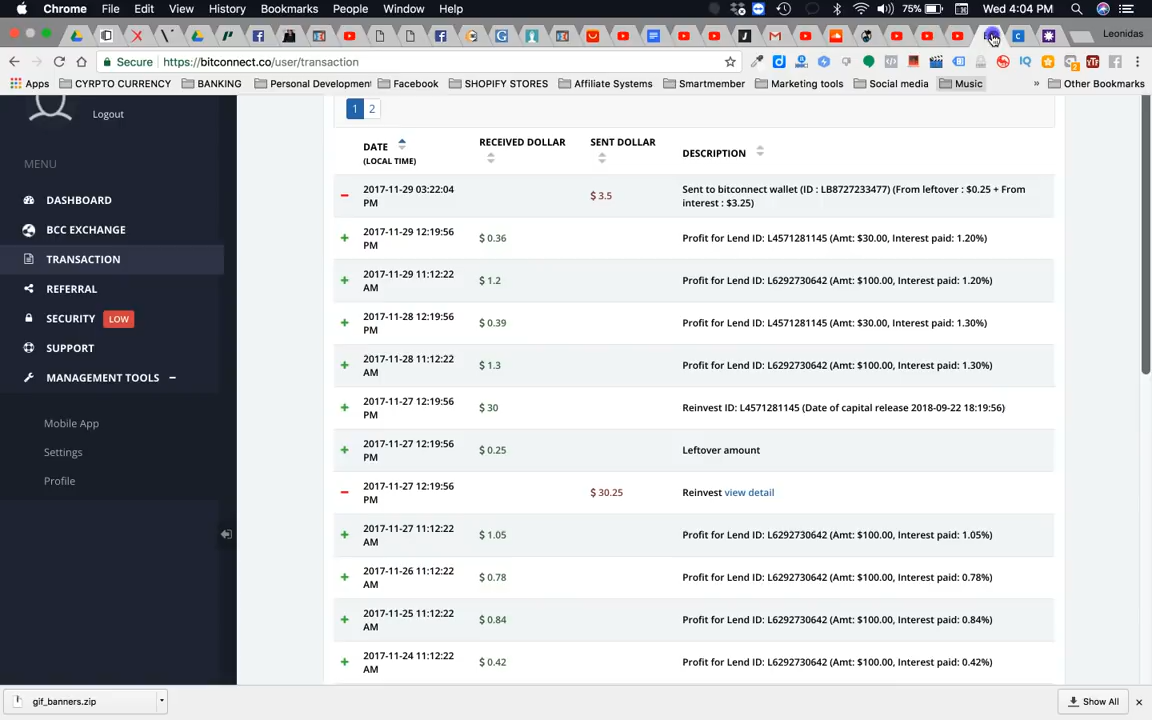 Chrome File Edit View History Bookmarks People Window Help 75% Wed 4:04 PM
Leonidas
Secure https://bitconnect.co/user/transaction
Apps CYRPTO CURRENCY BANKING Personal Development Facebook SHOPIFY STORES Affiliate Systems Smartmember Marketing tools Social media Music » Other Bookmarks
Logout
1 2
MENU
DASHBOARD
BCC EXCHANGE
TRANSACTION
REFERRAL
SECURITY LOW
SUPPORT
MANAGEMENT TOOLS
Mobile App
Settings
Profile
DATE RECEIVED DOLLAR SENT DOLLAR DESCRIPTION
(LOCAL TIME)
2017-11-29 03:22:04 $ 3.5 Sent to bitconnect wallet (ID : LB8727233477) (From leftover : $0.25 + From
PM interest : $3.25)
2017-11-29 12:19:56 $ 0.36 Profit for Lend ID: L4571281145 (Amt: $30.00, Interest paid: 1.20%)
PM
2017-11-29 11:12:22 $ 1.2 Profit for Lend ID: L6292730642 (Amt: $100.00, Interest paid: 1.20%)
AM
2017-11-28 12:19:56 $ 0.39 Profit for Lend ID: L4571281145 (Amt: $30.00, Interest paid: 1.30%)
PM
2017-11-28 11:12:22 $ 1.3 Profit for Lend ID: L6292730642 (Amt: $100.00, Interest paid: 1.30%)
AM
2017-11-27 12:19:56 $ 30 Reinvest ID: L4571281145 (Date of capital release 2018-09-22 18:19:56)
PM
2017-11-27 12:19:56 $ 0.25 Leftover amount
PM
2017-11-27 12:19:56 $ 30.25 Reinvest view detail
PM
2017-11-27 11:12:22 $ 1.05 Profit for Lend ID: L6292730642 (Amt: $100.00, Interest paid: 1.05%)
AM
2017-11-26 11:12:22 $ 0.78 Profit for Lend ID: L6292730642 (Amt: $100.00, Interest paid: 0.78%)
AM
2017-11-25 11:12:22 $ 0.84 Profit for Lend ID: L6292730642 (Amt: $100.00, Interest paid: 0.84%)
AM
2017-11-24 11:12:22 $ 0.42 Profit for Lend ID: L6292730642 (Amt: $100.00, Interest paid: 0.42%)
AM
gif_banners.zip Show All